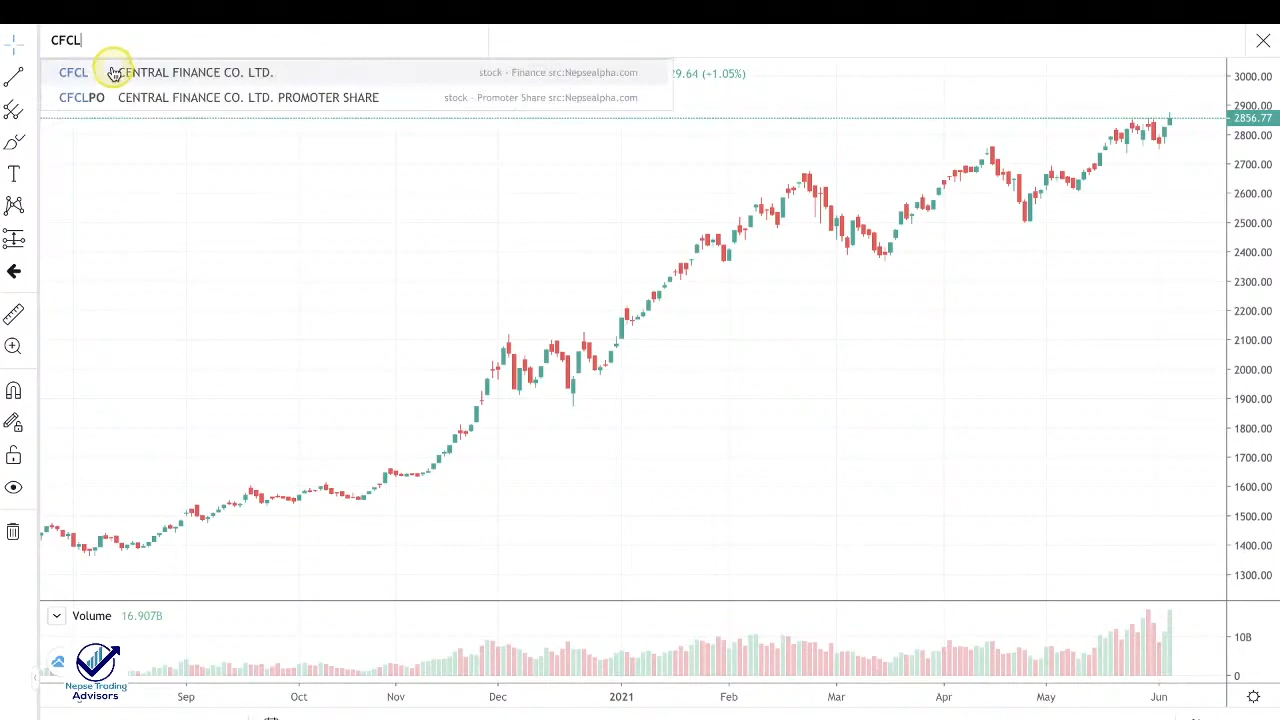 CFCL
CFCL CENTRAL FINANCE CO. LTD. stock - Finance src:Nepsealpha.com
29.64 (+1.05%)
CFCLPO CENTRAL FINANCE CO. LTD. PROMOTER SHARE stock - Promoter Share src:Nepsealpha.com
3000.00
2900.00
2856.77
2800.00
2700.00
2600.00
2500.00
2400.00
2300.00
2200.00
2100.00
2000.00
1900.00
1800.00
1700.00
1600.00
1500.00
1400.00
1300.00
Volume 16.907B
10B
0
Nepse Trading
Advisors
Sep Oct Nov Dec 2021 Feb Mar Apr May Jun